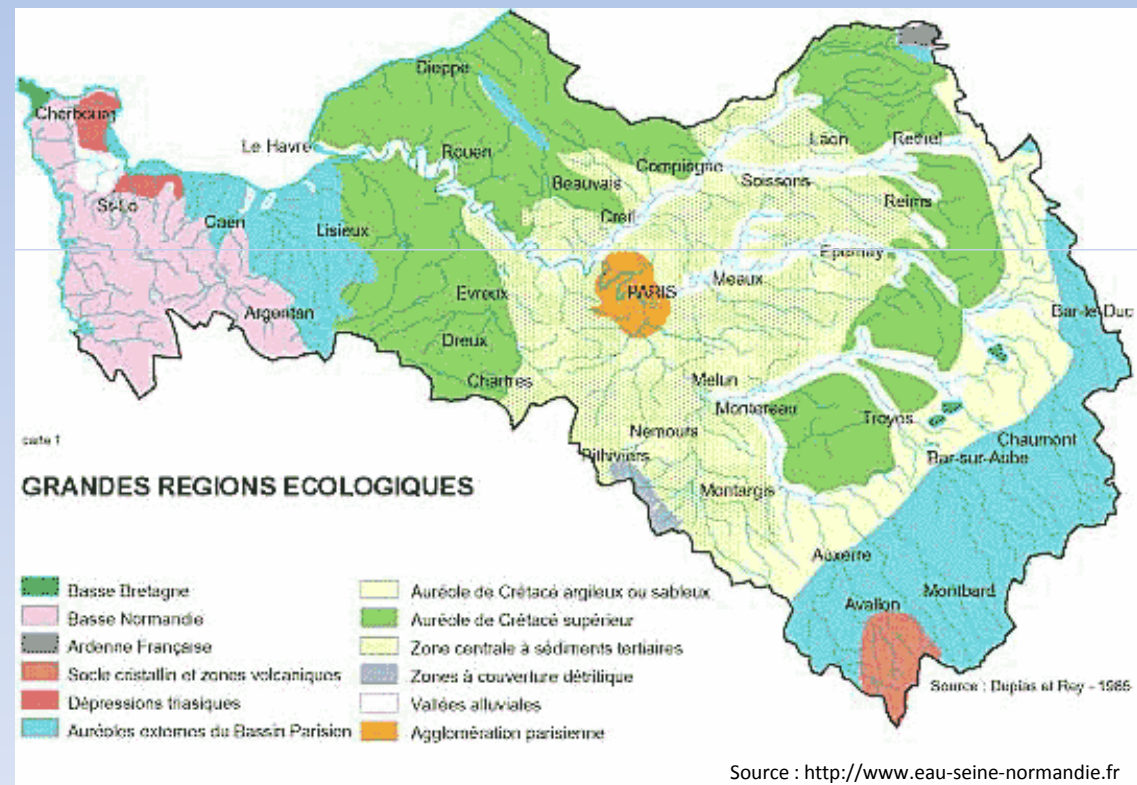 Dieppe
Cherbourg
Le Havre
Rouen
Laon
Rethel
Compiegne
Beauvais
Soissons
St-Lo
Creil
Reims
Caen
Lisieux
Epernay
PARIS
Meaux
Evreux
Argentan
Bar-le-Duc
Dreux
Chartres
Melun
Montereau
Troyes
Nemours
Chaumont
Pithiviers
Bar-sur-Aube
carte 1
Montargis
GRANDES REGIONS ECOLOGIQUES
Auxerre
Montbard
Avallon
Basse Bretagne
Basse Normandie
Ardenne Française
Socle cristallin et zones volcaniques
Dépressions triasiques
Auréoles externes du Bassin Parisien
Auréole de Crétacé argileux ou sableux
Auréole de Crétacé supérieur
Zone centrale à sédiments tertiaires
Zones à couverture détritique
Vallées alluviales
Agglomération parisienne
Source : Dupias et Rey - 1985
Source : http://www.eau-seine-normandie.fr